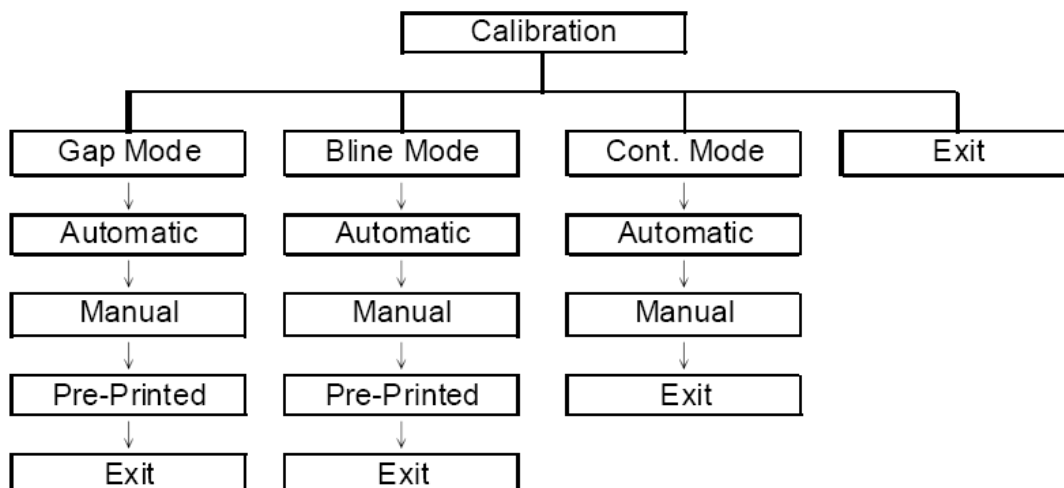 Calibration
Gap Mode
Bline Mode
Cont. Mode
Exit
Automatic
Automatic
Automatic
Manual
Manual
Manual
Pre-Printed
Pre-Printed
Exit
Exit
Exit